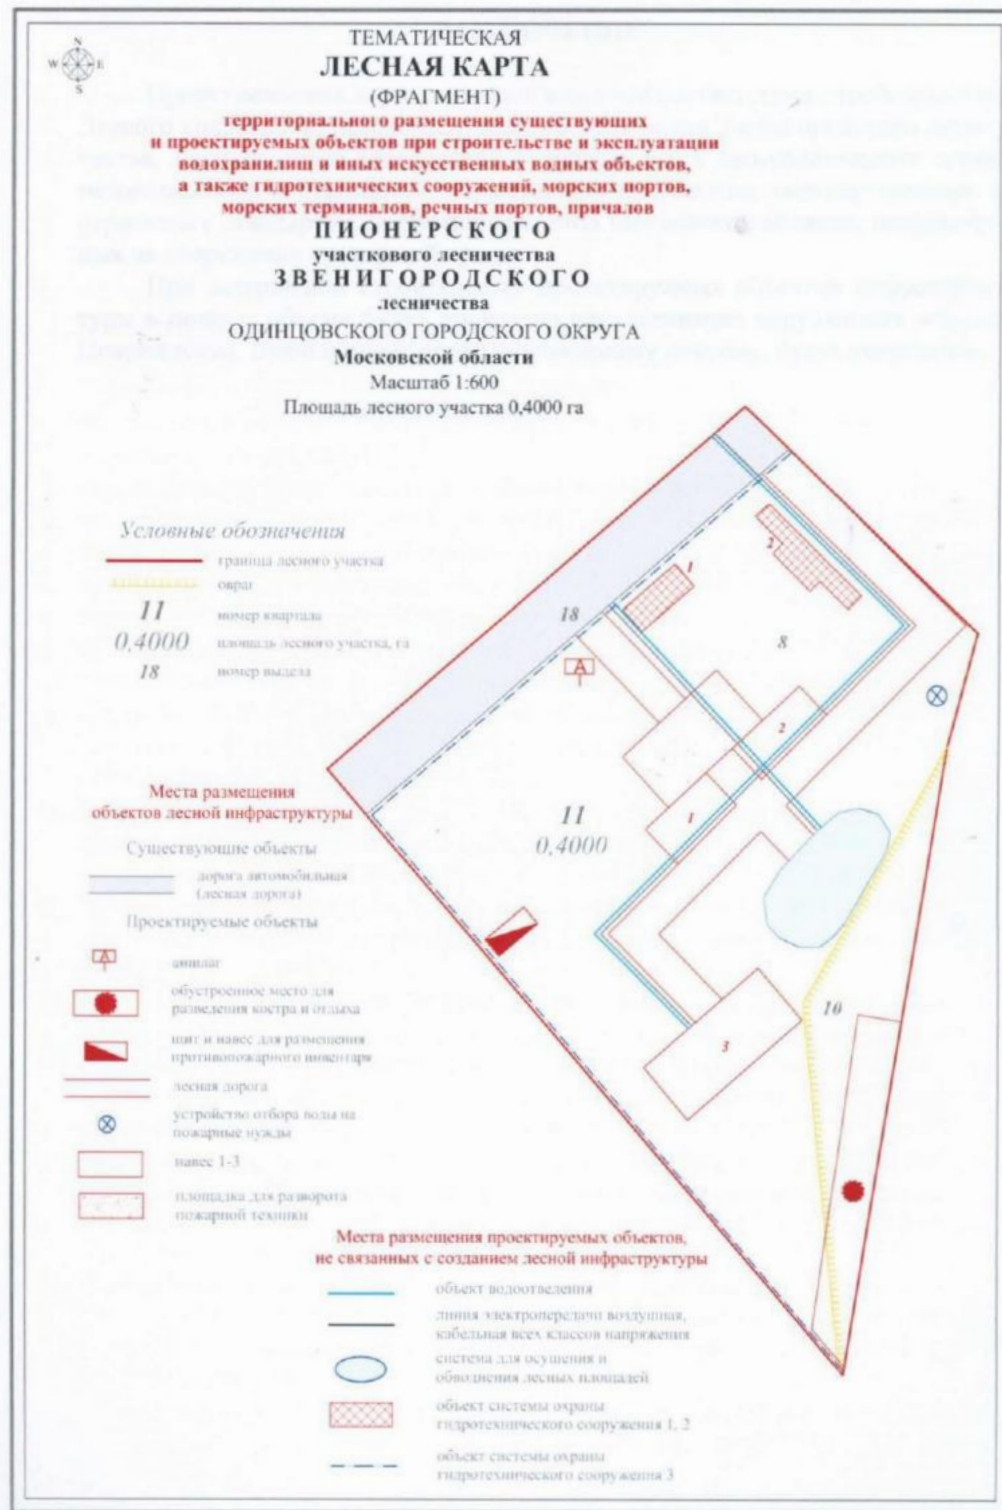 N
W E
S
ТЕМАТИЧЕСКАЯ
ЛЕСНАЯ КАРТА
(ФРАГМЕНТ)
территориального размещения существующих
и проектируемых объектов при строительстве и эксплуатации
водохранилищ и иных искусственных водных объектов,
а также гидротехнических сооружений, морских портов,
морских терминалов, речных портов, причалов
ПИОНЕРСКОГО
участкового лесничества
ЗВЕНИГОРОДСКОГО
лесничества
ОДИНЦОВСКОГО ГОРОДСКОГО ОКРУГА
Московской области
Масштаб 1:600
Площадь лесного участка 0,4000 га
Условные обозначения
граница лесного участка
овраг
11 номер квартала
0,4000 площадь лесного участка, га
18 номер выдела
Места размещения
объектов лесной инфраструктуры
Существующие объекты
дорога автомобильная
(лесная дорога)
Проектируемые объекты
А аншлаг
обустроенное место для
разведения костра и отдыха
щит и навес для размещения
противопожарного инвентаря
лесная дорога
устройство отбора воды на
пожарные нужды
навес 1-3
площадка для разворота
пожарной техники
2
1
18
8
А
2
1
11
0,4000
10
3
Места размещения проектируемых объектов,
не связанных с созданием лесной инфраструктуры
объект водоотведения
линия электропередачи воздушная,
кабельная всех классов напряжения
система для осушения и
обводнения лесных площадей
объект системы охраны
гидротехнического сооружения 1, 2
объект системы охраны
гидротехнического сооружения 3